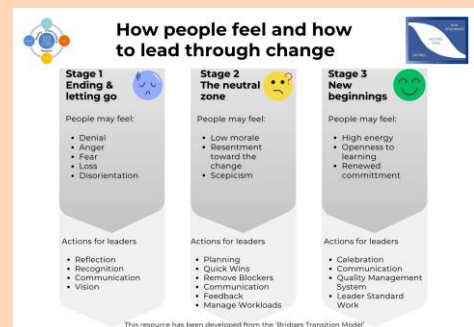 How people feel and how
to lead through change
Stage 1
Ending &
letting go
People may feel:
• Denial
• Anger
• Fear
• Loss
• Disorientation
Actions for leaders
• Reflection
• Recognition
• Communication
• Vision
Stage 2
The neutral
zone
People may feel:
• Low morale
• Resentment
toward the
change
• Scepicism
Actions for leaders
• Planning
• Quick Wins
• Remove Blockers
• Communication
• Feedback
• Manage Workloads
Stage 3
New
beginnings
People may feel:
• High energy
• Openness to
learning
• Renewed
committment
Actions for leaders
• Celebration
• Communication
• Quality Management
System
• Leader Standard
Work
This resource has been developed from the 'Bridges Transition Model'